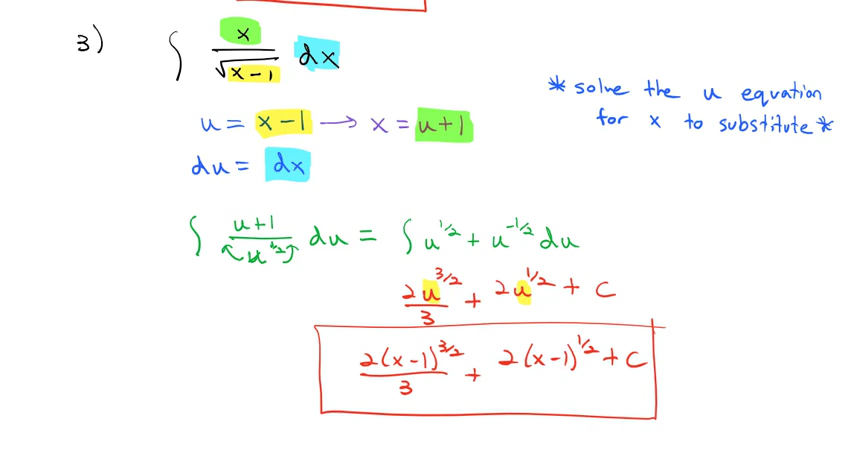 3) ∫ x/√(x-1) dx
* solve the u equation
for x to substitute *
u = x-1 → x = u+1
du = dx
∫ (u+1)/u^(1/2) du = ∫ u^(1/2) + u^(-1/2) du
2u^(3/2)/3 + 2u^(1/2) + C
2(x-1)^(3/2)/3 + 2(x-1)^(1/2) + C